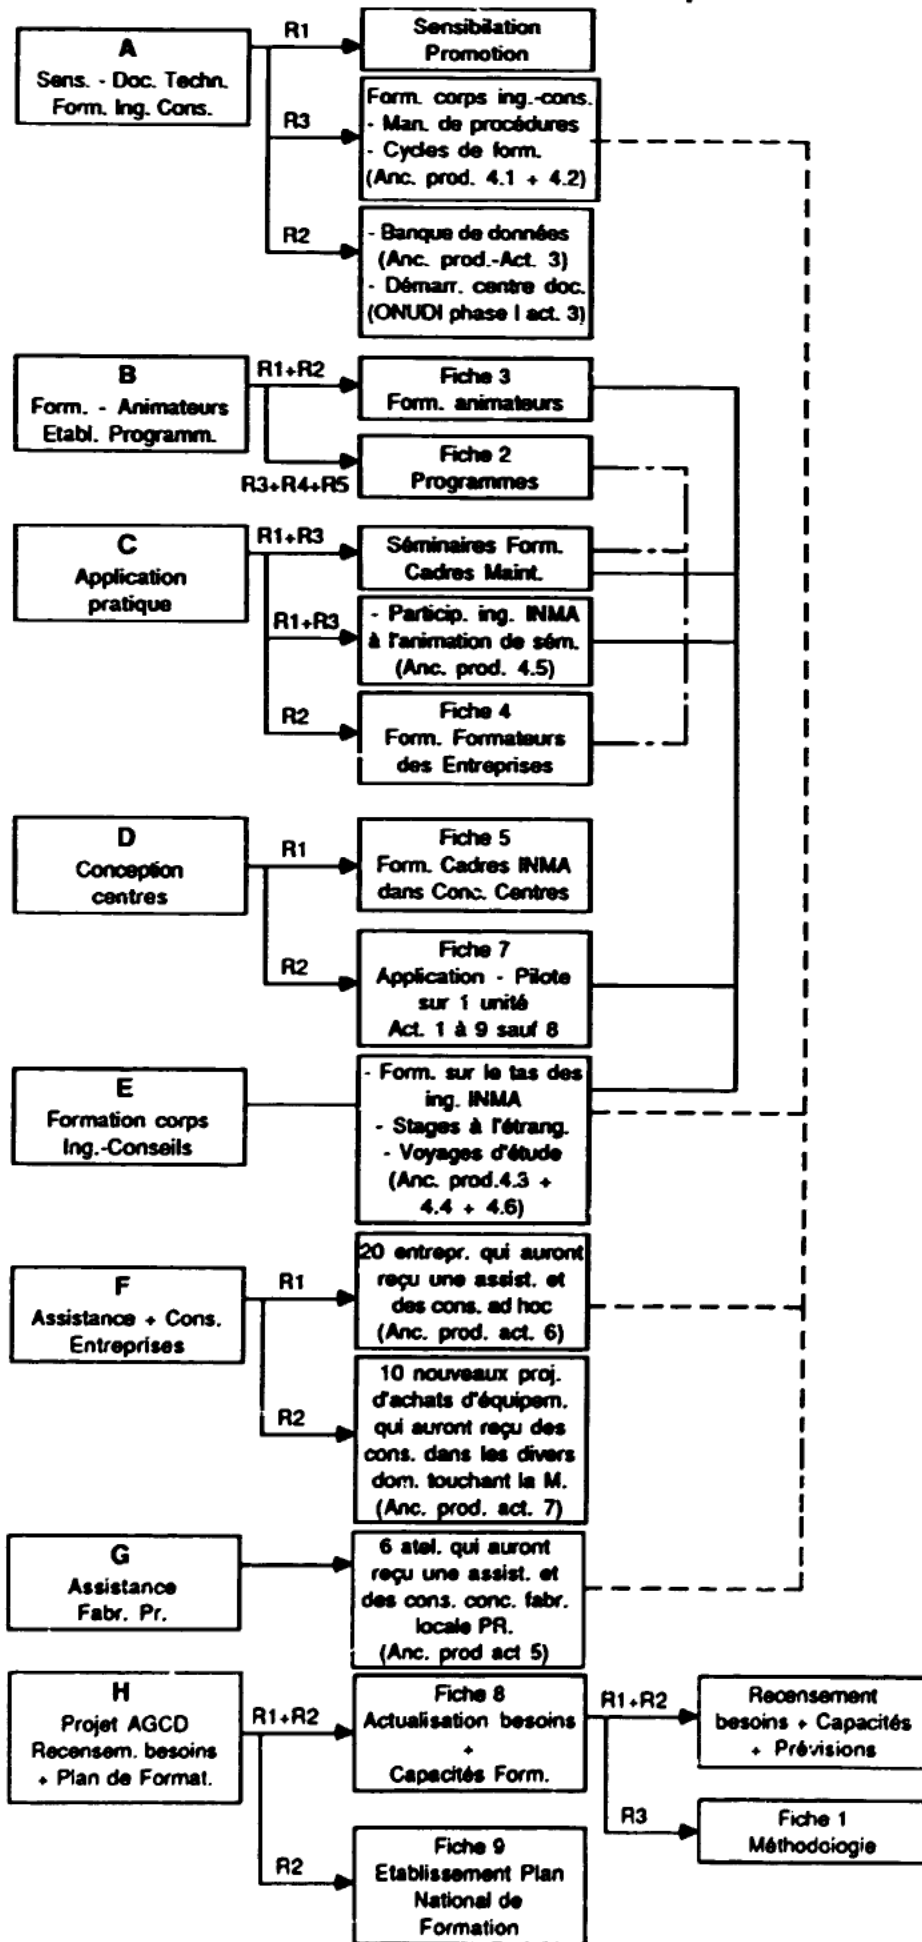 A
Sens. - Doc. Techn.
Form. Ing. Cons.
R1
Sensibilation
Promotion
R3
Form. corps ing.-cons.
- Man. de procédures
- Cycles de form.
(Anc. prod. 4.1 + 4.2)
R2
- Banque de données
(Anc. prod.-Act. 3)
- Démarr. centre doc.
(ONUDI phase I act. 3)
B
Form. - Animateurs
Etabl. Programm.
R1+R2
Fiche 3
Form. animateurs
R3+R4+R5
Fiche 2
Programmes
C
Application
pratique
R1+R3
Séminaires Form.
Cadres Maint.
R1+R3
- Particip. ing. INMA
à l'animation de sém.
(Anc. prod. 4.5)
R2
Fiche 4
Form. Formateurs
des Entreprises
D
Conception
centres
R1
Fiche 5
Form. Cadres INMA
dans Conc. Centres
R2
Fiche 7
Application - Pilote
sur 1 unité
Act. 1 à 9 sauf 8
E
Formation corps
Ing.-Conseils
- Form. sur le tas des
ing. INMA
- Stages à l'étrang.
- Voyages d'étude
(Anc. prod.4.3 +
4.4 + 4.6)
F
Assistance + Cons.
Entreprises
R1
20 entrepr. qui auront
reçu une assist. et
des cons. ad hoc
(Anc. prod. act. 6)
R2
10 nouveaux proj.
d'achats d'équipem.
qui auront reçu des
cons. dans les divers
dom. touchant la M.
(Anc. prod. act. 7)
G
Assistance
Fabr. Pr.
6 atel. qui auront
reçu une assist. et
des cons. conc. fabr.
locale PR.
(Anc. prod act 5)
H
Projet AGCD
Recensem. besoins
+ Plan de Format.
R1+R2
Fiche 8
Actualisation besoins
+
Capacités Form.
R1+R2
Recensement
besoins + Capacités
+ Prévisions
R3
Fiche 1
Méthodologie
R2
Fiche 9
Etablissement Plan
National de
Formation